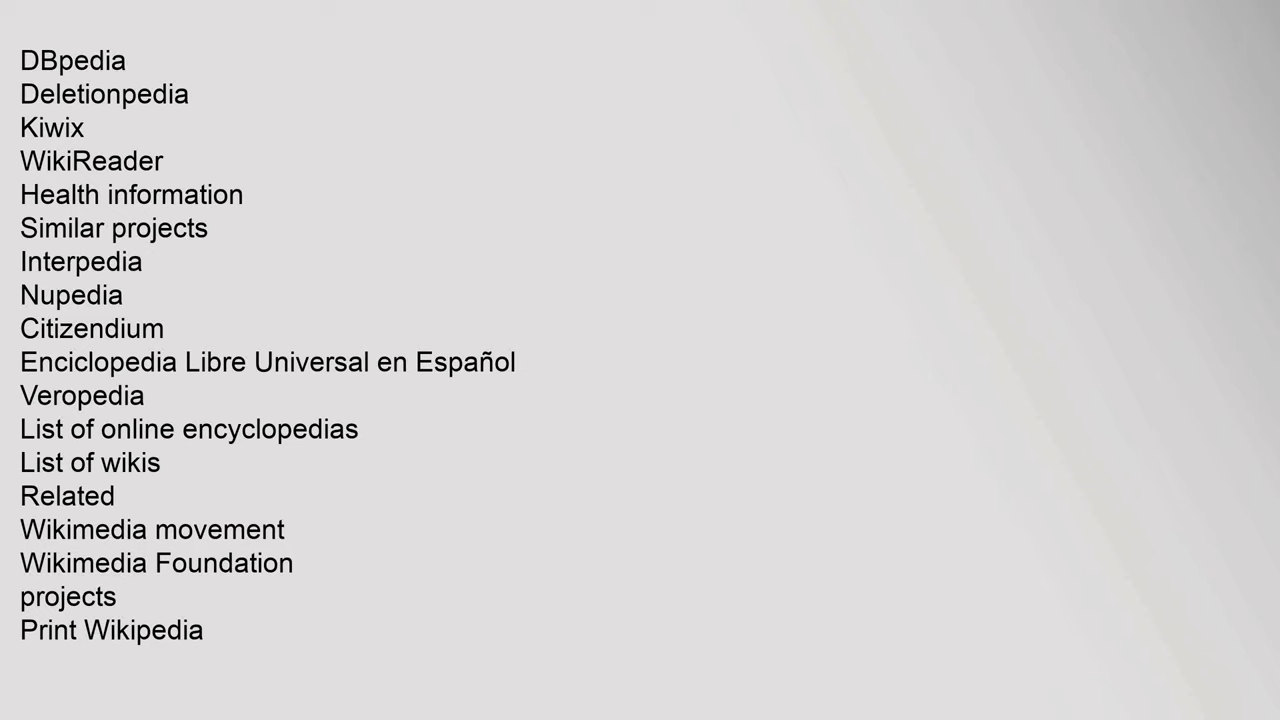 DBpedia
Deletionpedia
Kiwix
WikiReader
Health information
Similar projects
Interpedia
Nupedia
Citizendium
Enciclopedia Libre Universal en Español
Veropedia
List of online encyclopedias
List of wikis
Related
Wikimedia movement
Wikimedia Foundation
projects
Print Wikipedia